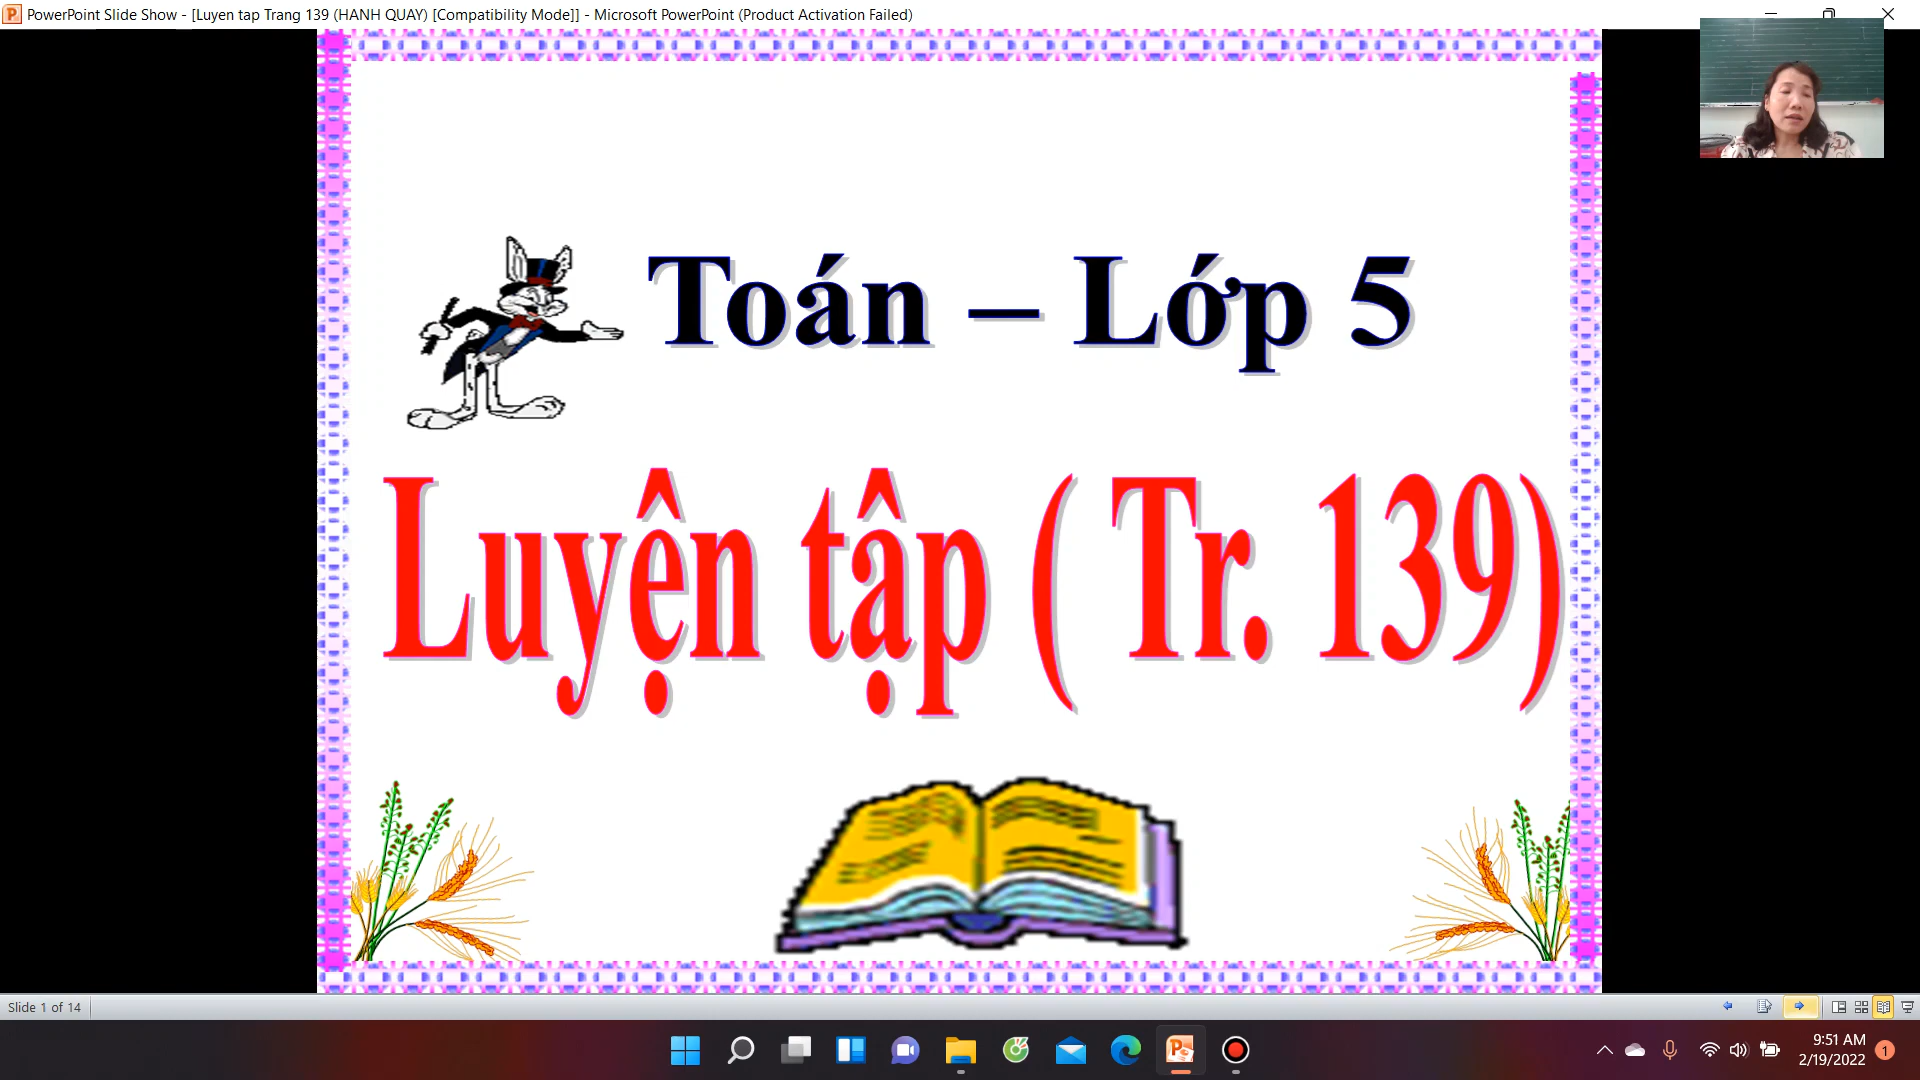 PowerPoint Slide Show - [Luyen tap Trang 139 (HANH QUAY) [Compatibility Mode]] - Microsoft PowerPoint (Product Activation Failed)
Toán – Lớp 5
Luyện tập ( Tr. 139)
Slide 1 of 14
9:51 AM
2/19/2022
1